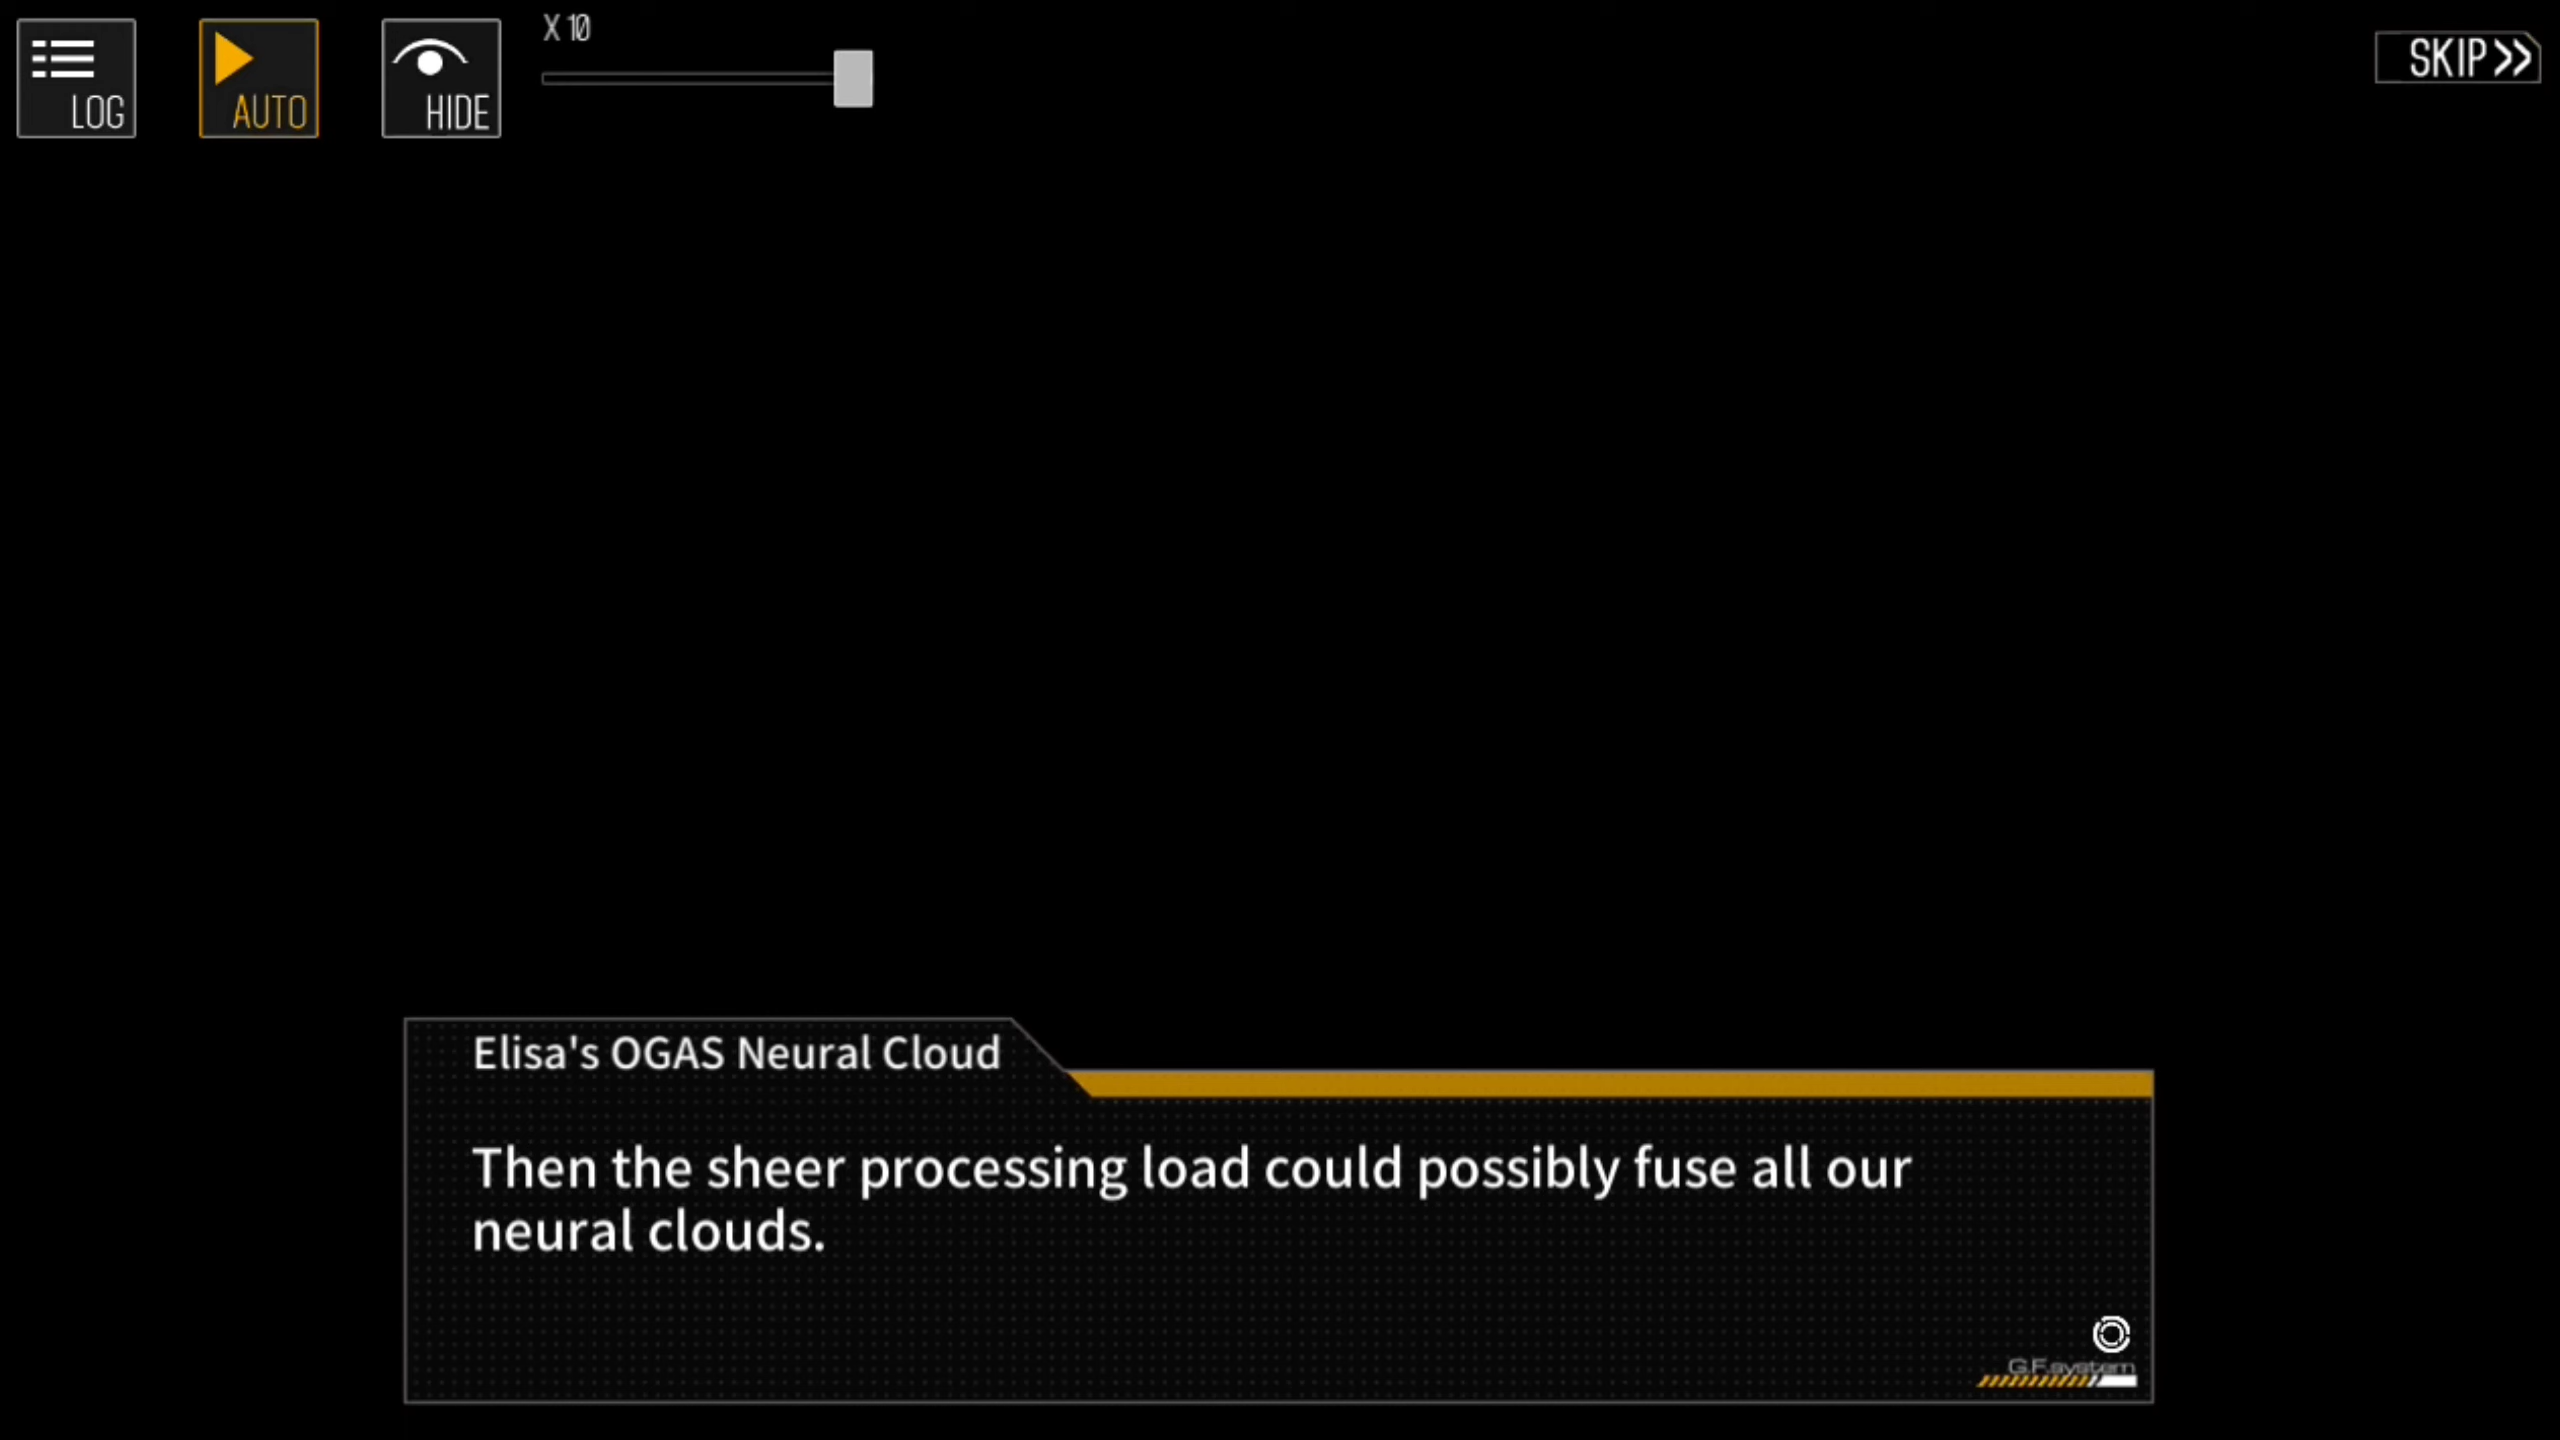 X 10
LOG
AUTO
HIDE
SKIP
Elisa's OGAS Neural Cloud
Then the sheer processing load could possibly fuse all our
neural clouds.
G.F.system